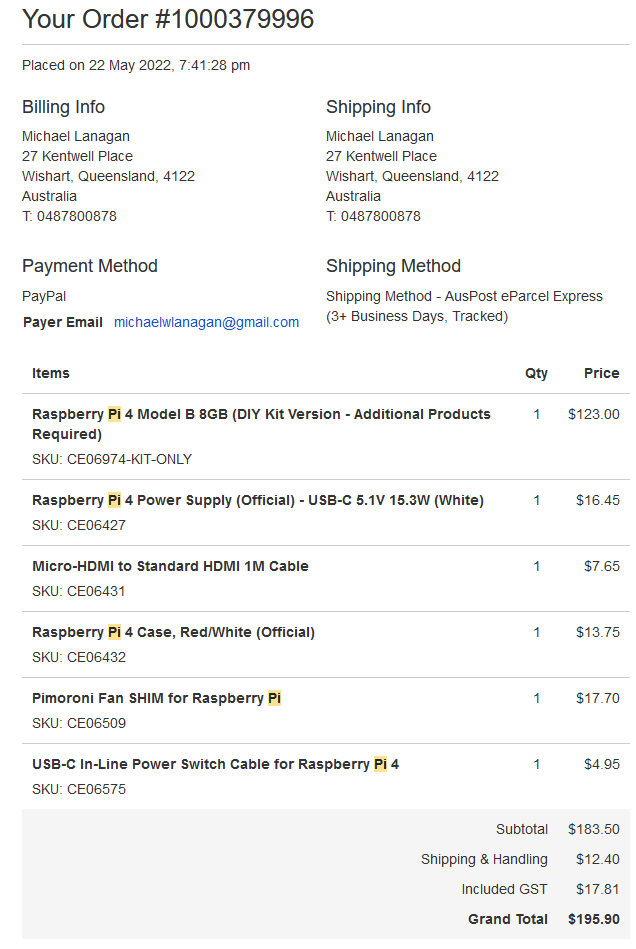 Your Order #1000379996
Placed on 22 May 2022, 7:41:28 pm
Billing Info
Michael Lanagan
27 Kentwell Place
Wishart, Queensland, 4122
Australia
T: 0487800878
Shipping Info
Michael Lanagan
27 Kentwell Place
Wishart, Queensland, 4122
Australia
T: 0487800878
Payment Method
PayPal
Payer Email michaelwlanagan@gmail.com
Shipping Method
Shipping Method - AusPost eParcel Express
(3+ Business Days, Tracked)
Items Qty Price
Raspberry Pi 4 Model B 8GB (DIY Kit Version - Additional Products 1 $123.00
Required)
SKU: CE06974-KIT-ONLY
Raspberry Pi 4 Power Supply (Official) - USB-C 5.1V 15.3W (White) 1 $16.45
SKU: CE06427
Micro-HDMI to Standard HDMI 1M Cable 1 $7.65
SKU: CE06431
Raspberry Pi 4 Case, Red/White (Official) 1 $13.75
SKU: CE06432
Pimoroni Fan SHIM for Raspberry Pi 1 $17.70
SKU: CE06509
USB-C In-Line Power Switch Cable for Raspberry Pi 4 1 $4.95
SKU: CE06575
Subtotal $183.50
Shipping & Handling $12.40
Included GST $17.81
Grand Total $195.90